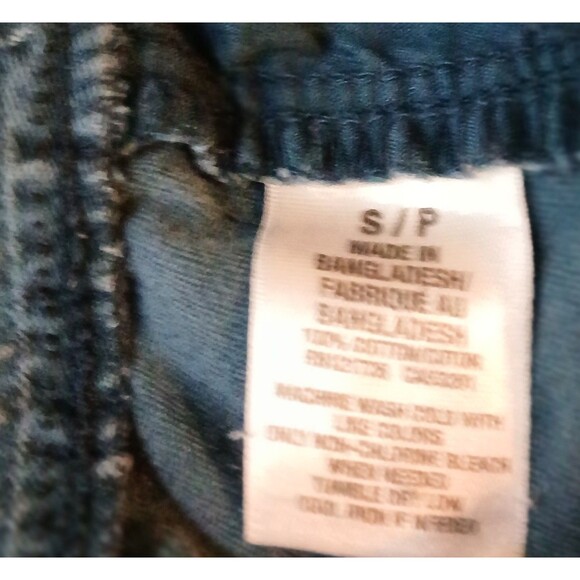 S / P
MADE IN
BANGLADESH/
FABRIQUE AU
BANGLADESH
100% COTTON/COTON
MACHINE WASH COLD WITH
LIKE COLORS
ONLY NON-CHLORINE BLEACH
WHEN NEEDED
TUMBLE DRY LOW
COOL IRON IF NEEDED